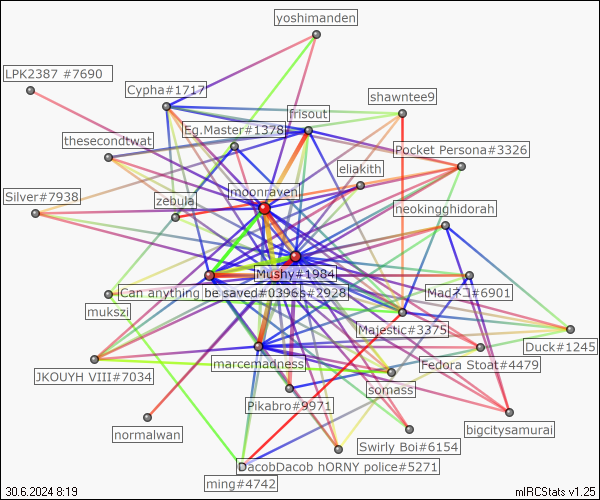 yoshimanden
LPK2387 #7690
Cypha#1717
shawntee9
frisout
Eg.Master#1378
thesecondtwat
Pocket Persona#3326
eliakith
moonraven
Silver#7938
zebula
neokingghidorah
Mushy#1984
Can anything be saved#0396
s#2928
mukszi
Majestic#3375
Duck#1245
marcemadness
Fedora Stoat#4479
JKOUYH VIII#7034
somass
Pikabro#9971
bigcitysamurai
normalwan
Swirly Boi#6154
DacobDacob hORNY police#5271
ming#4742
30.6.2024 8:19
mIRCStats v1.25